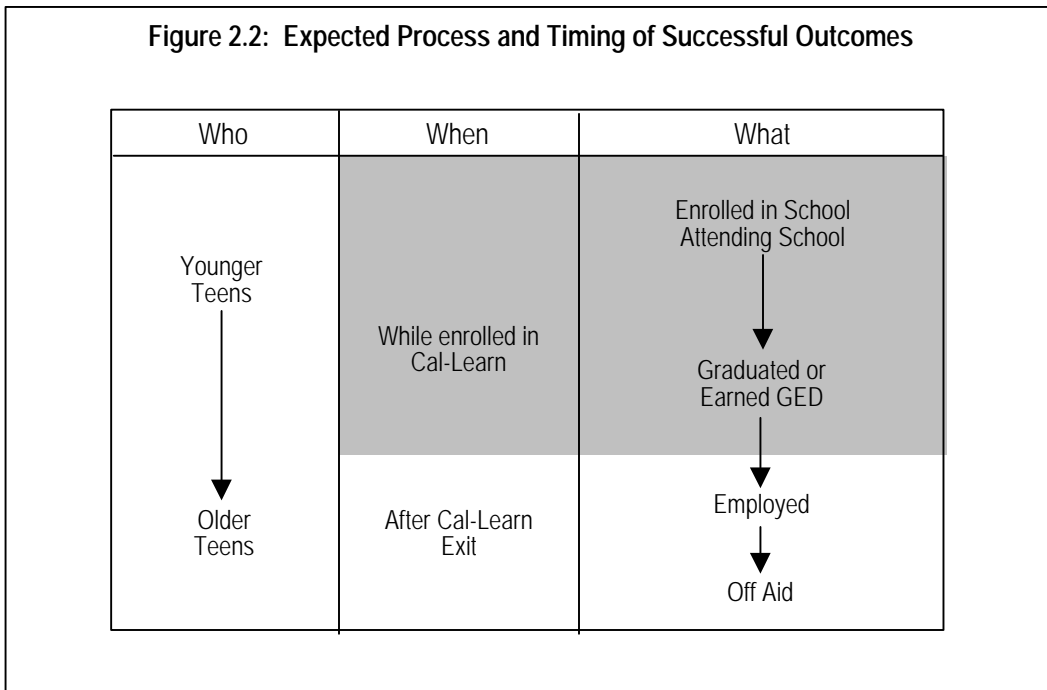 Figure 2.2: Expected Process and Timing of Successful Outcomes
Who
When
What
Younger
Teens
Older
Teens
While enrolled in
Cal-Learn
After Cal-Learn
Exit
Enrolled in School
Attending School
Graduated or
Earned GED
Employed
Off Aid